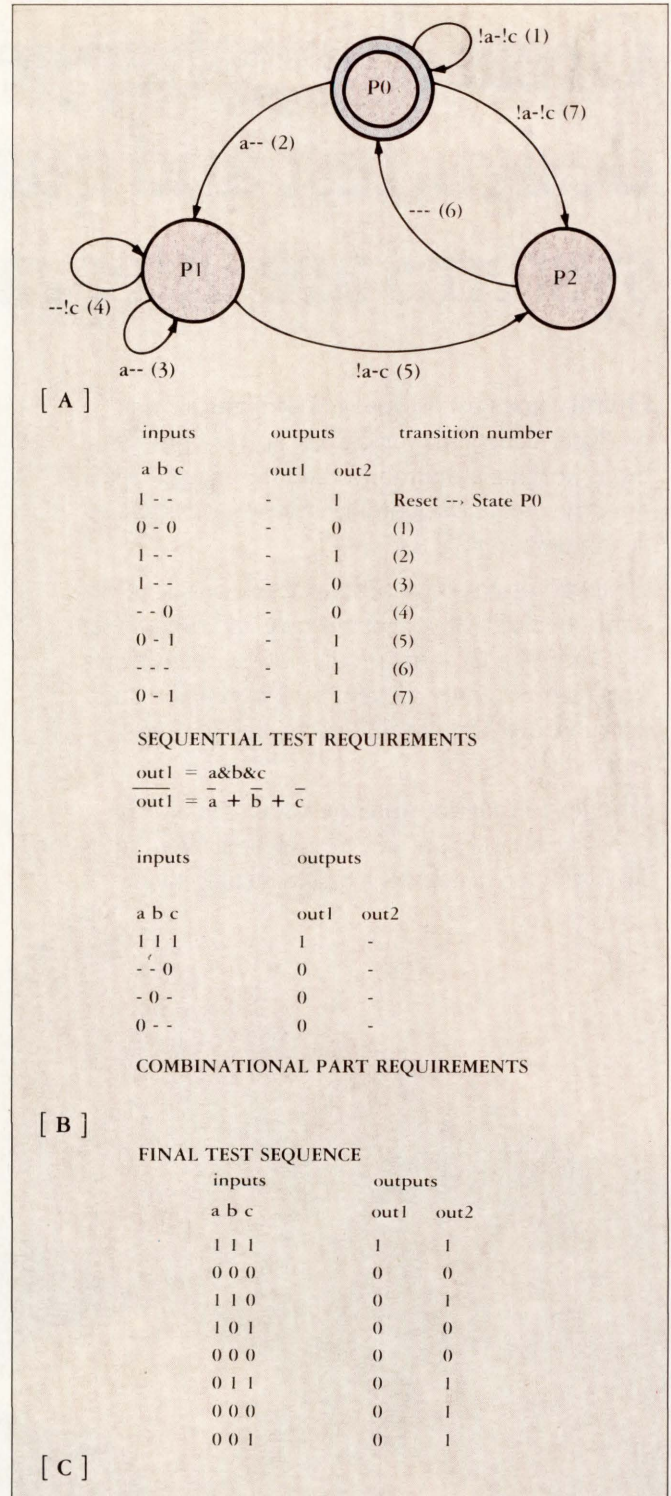 !a-!c (1)
P0
!a-!c (7)
a-- (2)
--- (6)
P1
P2
--!c (4)
a-- (3)
!a-c (5)
[ A ]
inputs outputs transition number
a b c out1 out2
1 - - - 1 Reset --> State P0
0 - 0 - 0 (1)
1 - - - 1 (2)
1 - - - 0 (3)
- - 0 - 0 (4)
0 - 1 - 1 (5)
- - - - 1 (6)
0 - 1 - 1 (7)
SEQUENTIAL TEST REQUIREMENTS
out1 = a&b&c
o̅u̅t̅1̅ = a̅ + b̅ + c̅
inputs outputs
a b c out1 out2
1 1 1 1 -
- - 0 0 -
- 0 - 0 -
0 - - 0 -
COMBINATIONAL PART REQUIREMENTS
[ B ]
FINAL TEST SEQUENCE
inputs outputs
a b c out1 out2
1 1 1 1 1
0 0 0 0 0
1 1 0 0 1
1 0 1 0 0
0 0 0 0 0
0 1 1 0 1
0 0 0 0 1
0 0 1 0 1
[ C ]